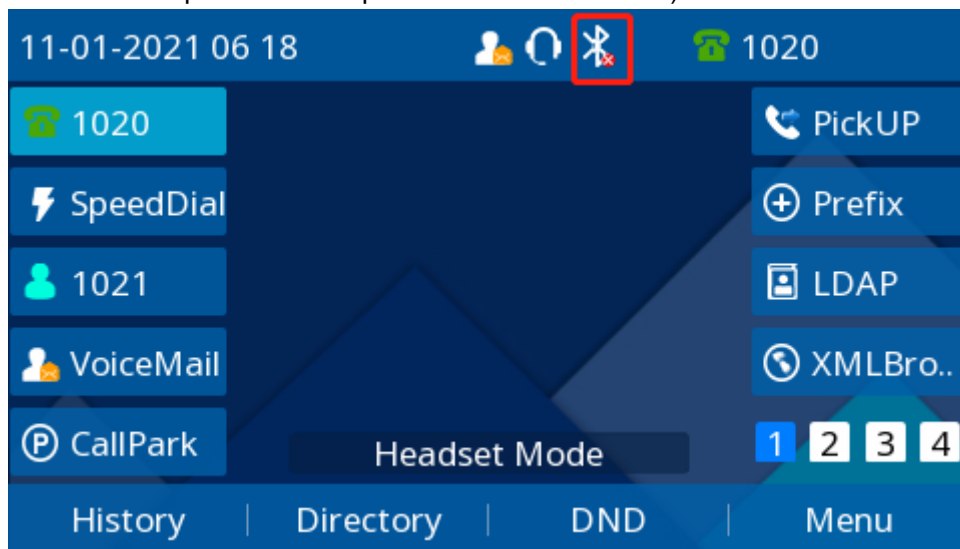 11-01-2021 06 18 1020
1020 PickUP
SpeedDial Prefix
1021 LDAP
VoiceMail XMLBro..
P CallPark Headset Mode 1 2 3 4
History Directory DND Menu